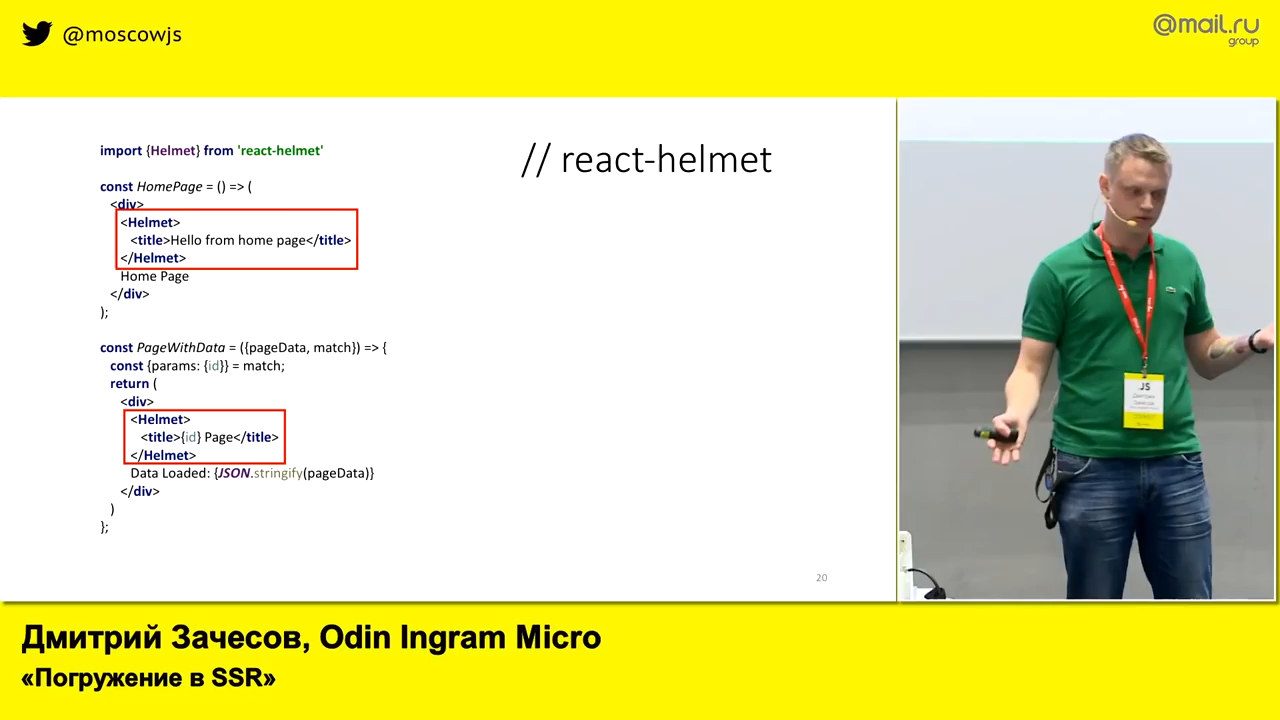 @moscowjs
@mail.ru
group
// react-helmet
import {Helmet} from 'react-helmet'
const HomePage = () => (
<div>
<Helmet>
<title>Hello from home page</title>
</Helmet>
Home Page
</div>
);
const PageWithData = ({pageData, match}) => {
const {params: {id}} = match;
return (
<div>
<Helmet>
<title>{id} Page</title>
</Helmet>
Data Loaded: {JSON.stringify(pageData)}
</div>
)
};
20
JS
Дмитрий Зачесов, Odin Ingram Micro
«Погружение в SSR»